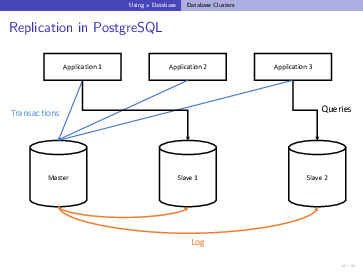 Using a Database Database Clusters
Replication in PostgreSQL
Application 1 Application 2 Application 3
Transactions
Queries
Master Slave 1 Slave 2
Log